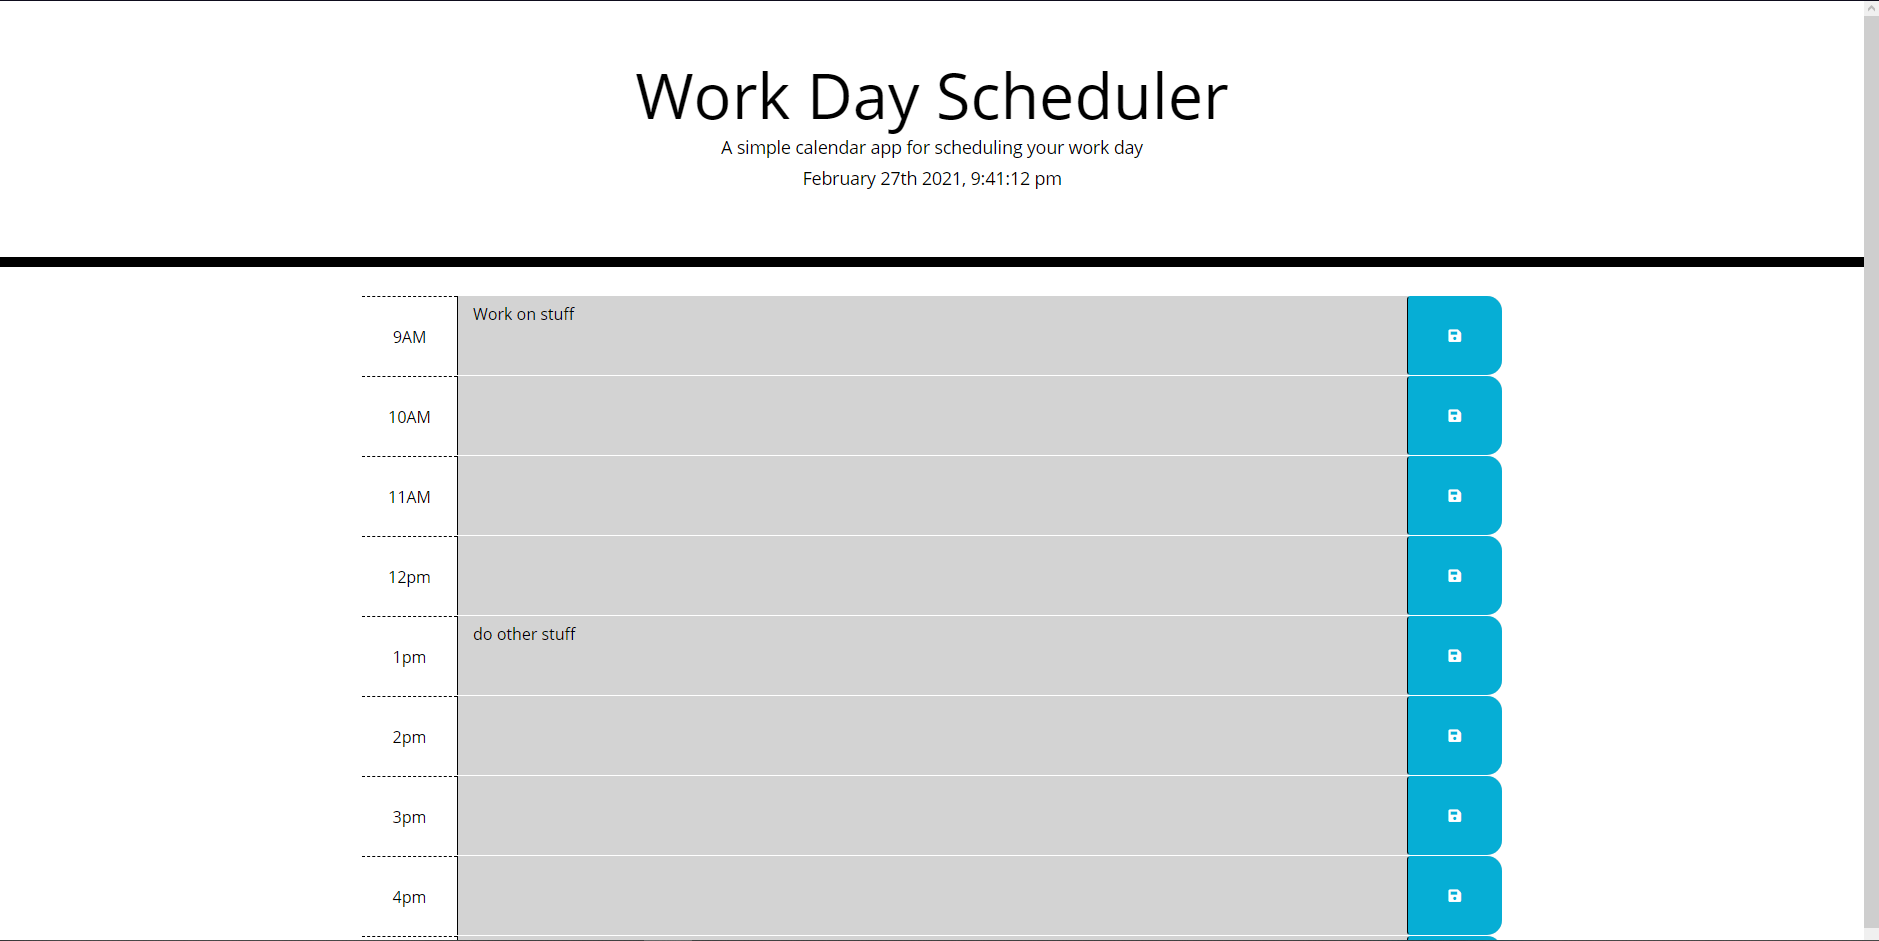 Work Day Scheduler
A simple calendar app for scheduling your work day
February 27th 2021, 9:41:12 pm
9AM
Work on stuff
10AM
11AM
12pm
1pm
do other stuff
2pm
3pm
4pm